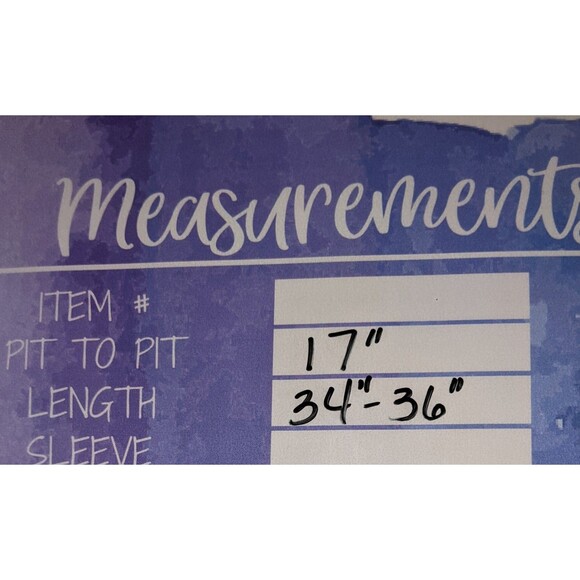 Measurements
ITEM #
PIT TO PIT 17"
LENGTH 34"-36"
SLEEVE